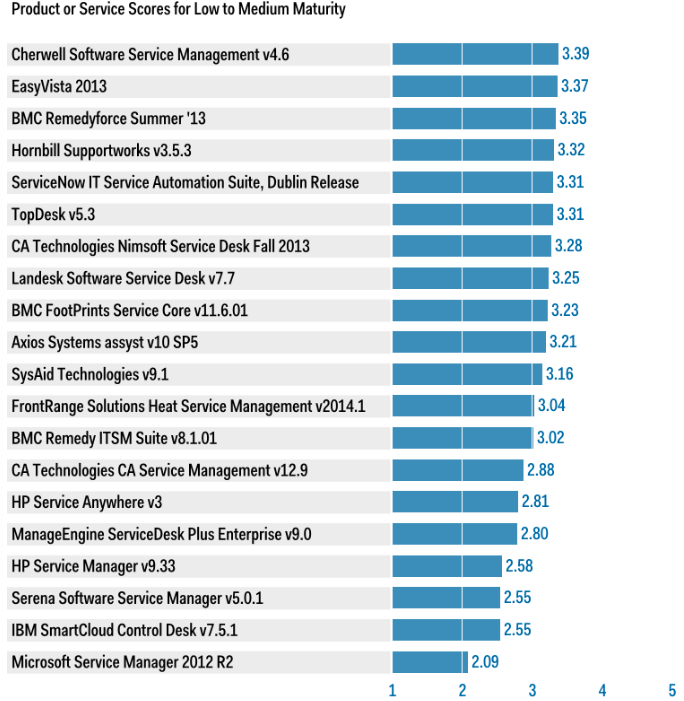 Product or Service Scores for Low to Medium Maturity
Cherwell Software Service Management v4.6 3.39
EasyVista 2013 3.37
BMC Remedyforce Summer '13 3.35
Hornbill Supportworks v3.5.3 3.32
ServiceNow IT Service Automation Suite, Dublin Release 3.31
TopDesk v5.3 3.31
CA Technologies Nimsoft Service Desk Fall 2013 3.28
Landesk Software Service Desk v7.7 3.25
BMC FootPrints Service Core v11.6.01 3.23
Axios Systems assyst v10 SP5 3.21
SysAid Technologies v9.1 3.16
FrontRange Solutions Heat Service Management v2014.1 3.04
BMC Remedy ITSM Suite v8.1.01 3.02
CA Technologies CA Service Management v12.9 2.88
HP Service Anywhere v3 2.81
ManageEngine ServiceDesk Plus Enterprise v9.0 2.80
HP Service Manager v9.33 2.58
Serena Software Service Manager v5.0.1 2.55
IBM SmartCloud Control Desk v7.5.1 2.55
Microsoft Service Manager 2012 R2 2.09
1 2 3 4 5